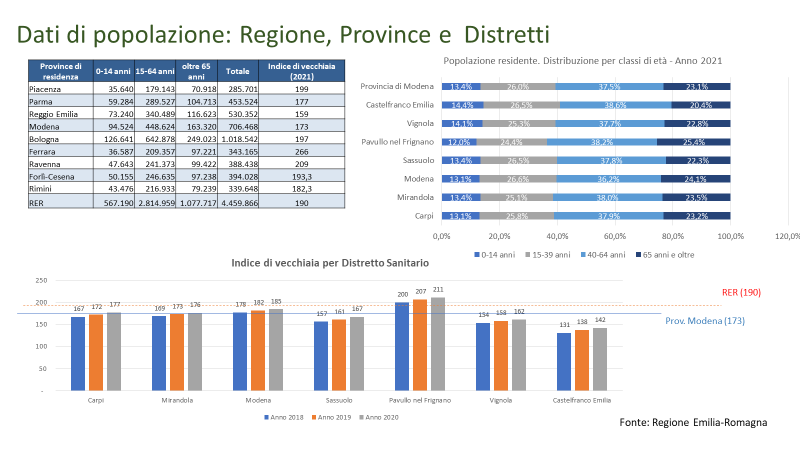 Dati di popolazione: Regione, Province e Distretti
Province di residenza 0-14 anni 15-64 anni oltre 65 anni Totale Indice di vecchiaia (2021)
Piacenza 35.640 179.143 70.918 285.701 199
Parma 59.284 289.527 104.713 453.524 177
Reggio Emilia 73.240 340.489 116.623 530.352 159
Modena 94.524 448.624 163.320 706.468 173
Bologna 126.641 642.878 249.023 1.018.542 197
Ferrara 36.587 209.357 97.221 343.165 266
Ravenna 47.643 241.373 99.422 388.438 209
Forlì-Cesena 50.155 246.635 97.238 394.028 193,3
Rimini 43.476 216.933 79.239 339.648 182,3
RER 567.190 2.814.959 1.077.717 4.459.866 190
Popolazione residente. Distribuzione per classi di età - Anno 2021
Provincia di Modena 13,4% 26,0% 37,5% 23,1%
Castelfranco Emilia 14,4% 26,5% 38,6% 20,4%
Vignola 14,1% 25,3% 37,7% 22,8%
Pavullo nel Frignano 12,0% 24,4% 38,2% 25,4%
Sassuolo 13,4% 26,5% 37,8% 22,3%
Modena 13,1% 26,6% 36,2% 24,1%
Mirandola 13,4% 25,1% 38,0% 23,5%
Carpi 13,1% 25,8% 37,9% 23,2%
0,0% 20,0% 40,0% 60,0% 80,0% 100,0% 120,0%
0-14 anni 15-39 anni 40-64 anni 65 anni e oltre
Indice di vecchiaia per Distretto Sanitario
250
200
150
100
50
-
167 172 177
169 173 176
178 182 185
157 161 167
200 207 211
154 158 162
131 138 142
Carpi Mirandola Modena Sassuolo Pavullo nel Frignano Vignola Castelfranco Emilia
Anno 2018 Anno 2019 Anno 2020
RER (190)
Prov. Modena (173)
Fonte: Regione Emilia-Romagna